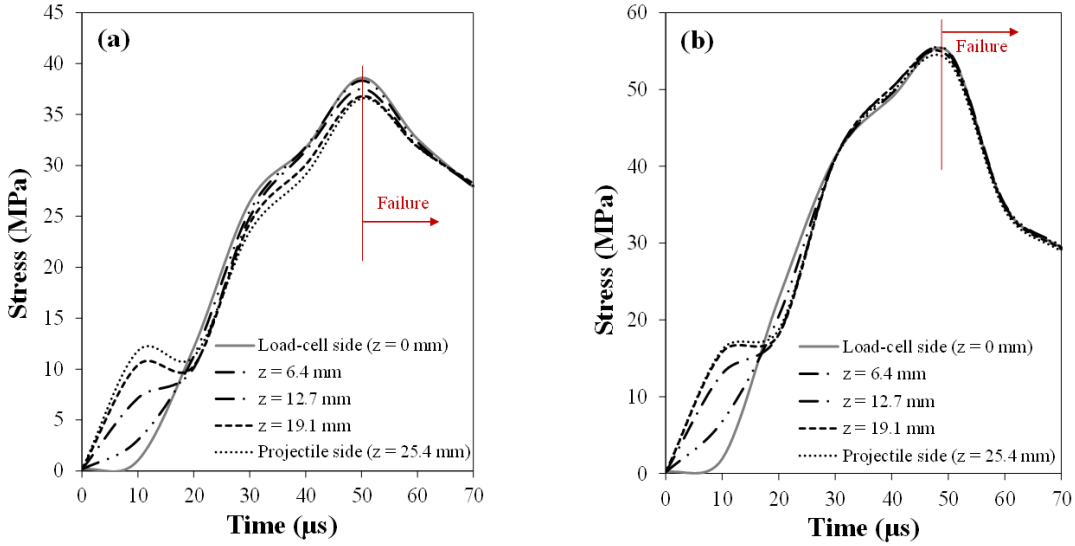 (a)
Stress (MPa)
45
40
35
30
25
20
15
10
5
0
Failure
Load-cell side (z = 0 mm)
z = 6.4 mm
z = 12.7 mm
z = 19.1 mm
Projectile side (z = 25.4 mm)
0 10 20 30 40 50 60 70
Time (µs)
(b)
Stress (MPa)
60
50
40
30
20
10
0
Failure
Load-cell side (z = 0 mm)
z = 6.4 mm
z = 12.7 mm
z = 19.1 mm
Projectile side (z = 25.4 mm)
0 10 20 30 40 50 60 70
Time (µs)